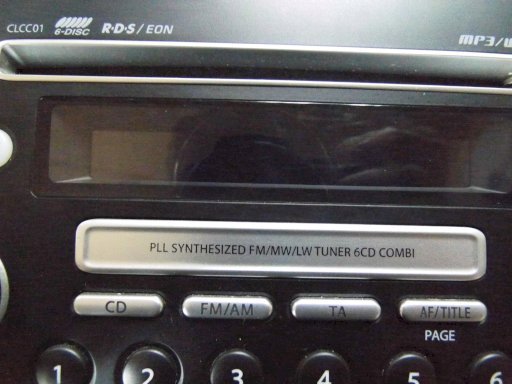 CLCC01 6-DISC R·D·S/EON MP3/W
PLL SYNTHESIZED FM/MW/LW TUNER 6CD COMBI
CD FM/AM TA AF/TITLE
PAGE
1 2 3 4 5 6